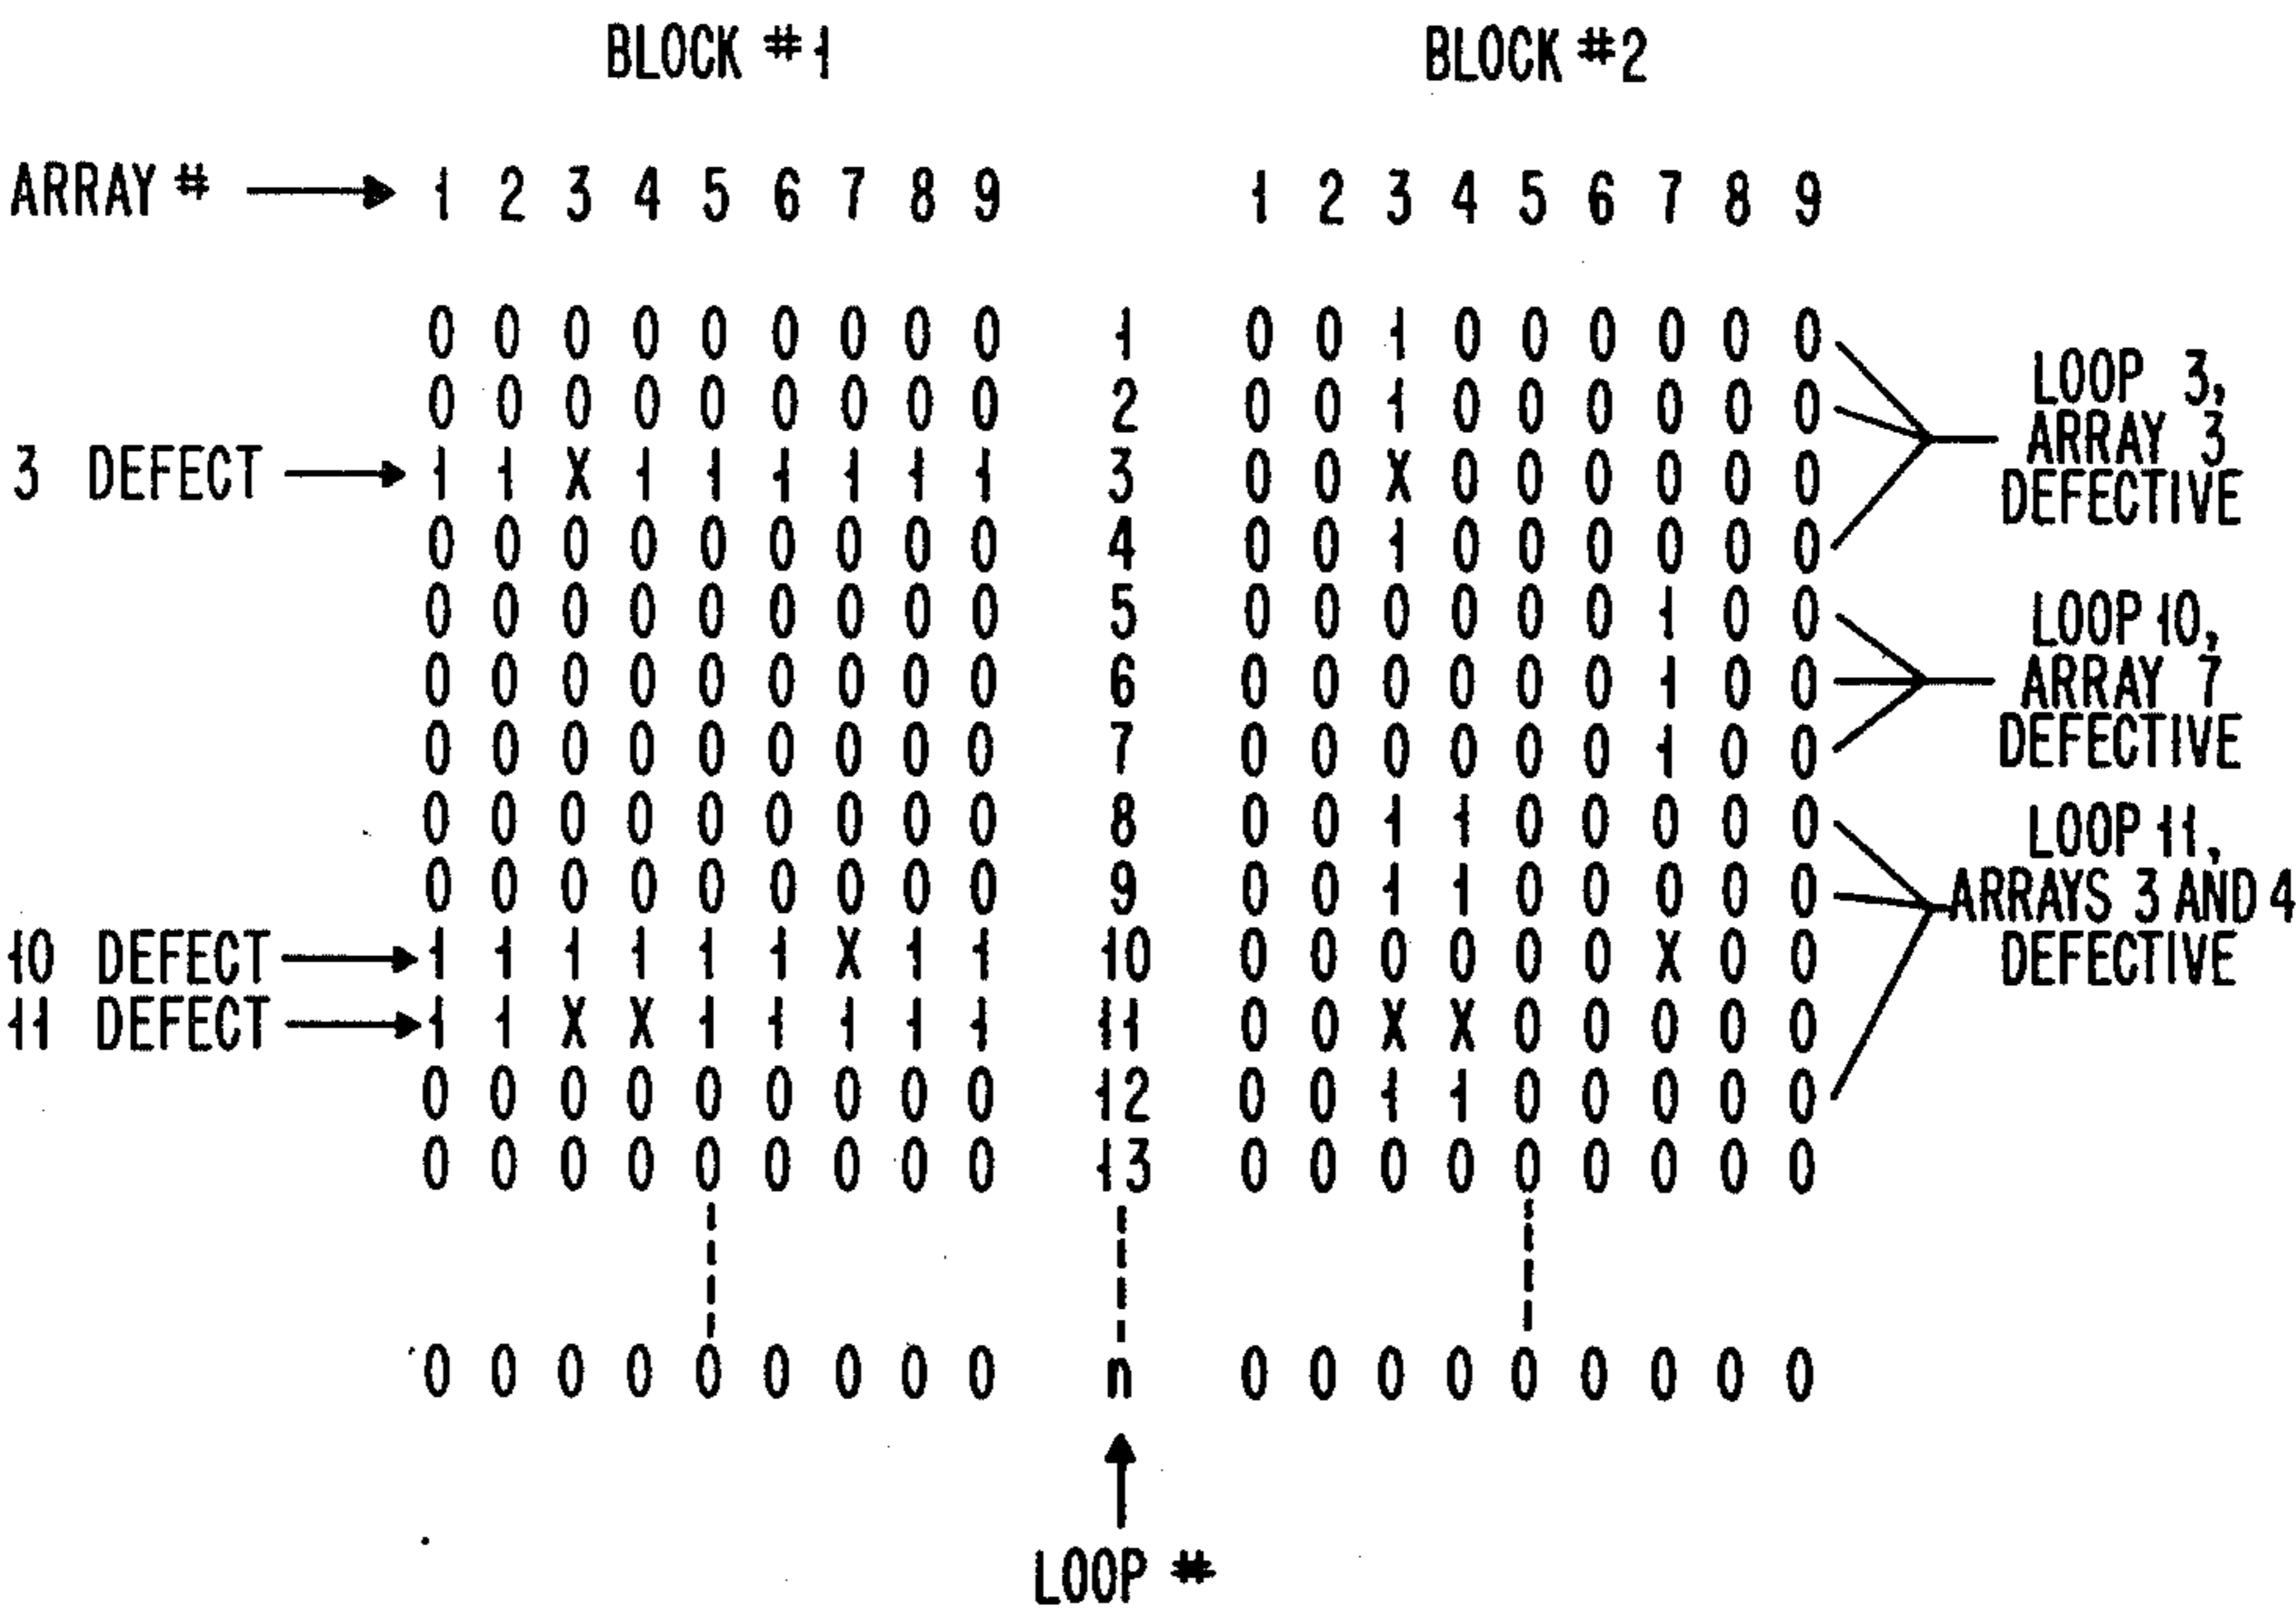 BLOCK #1 BLOCK #2
ARRAY # 1 2 3 4 5 6 7 8 9 1 2 3 4 5 6 7 8 9
0 0 0 0 0 0 0 0 0 1 0 0 1 0 0 0 0 0 0
0 0 0 0 0 0 0 0 0 2 0 0 1 0 0 0 0 0 0
3 DEFECT 1 1 X 1 1 1 1 1 1 3 0 0 X 0 0 0 0 0 0
0 0 0 0 0 0 0 0 0 4 0 0 1 0 0 0 0 0 0
LOOP 3,
ARRAY 3
DEFECTIVE
0 0 0 0 0 0 0 0 0 5 0 0 0 0 0 0 1 0 0
0 0 0 0 0 0 0 0 0 6 0 0 0 0 0 0 1 0 0
0 0 0 0 0 0 0 0 0 7 0 0 0 0 0 0 1 0 0
LOOP 10,
ARRAY 7
DEFECTIVE
0 0 0 0 0 0 0 0 0 8 0 0 1 1 0 0 0 0 0
0 0 0 0 0 0 0 0 0 9 0 0 1 1 0 0 0 0 0
10 DEFECT 1 1 1 1 1 1 X 1 1 10 0 0 0 0 0 0 X 0 0
11 DEFECT 1 1 X X 1 1 1 1 1 11 0 0 X X 0 0 0 0 0
0 0 0 0 0 0 0 0 0 12 0 0 1 1 0 0 0 0 0
LOOP 11,
ARRAYS 3 AND 4
DEFECTIVE
0 0 0 0 0 0 0 0 0 13 0 0 0 0 0 0 0 0 0
0 0 0 0 0 0 0 0 0 n 0 0 0 0 0 0 0 0 0
LOOP #